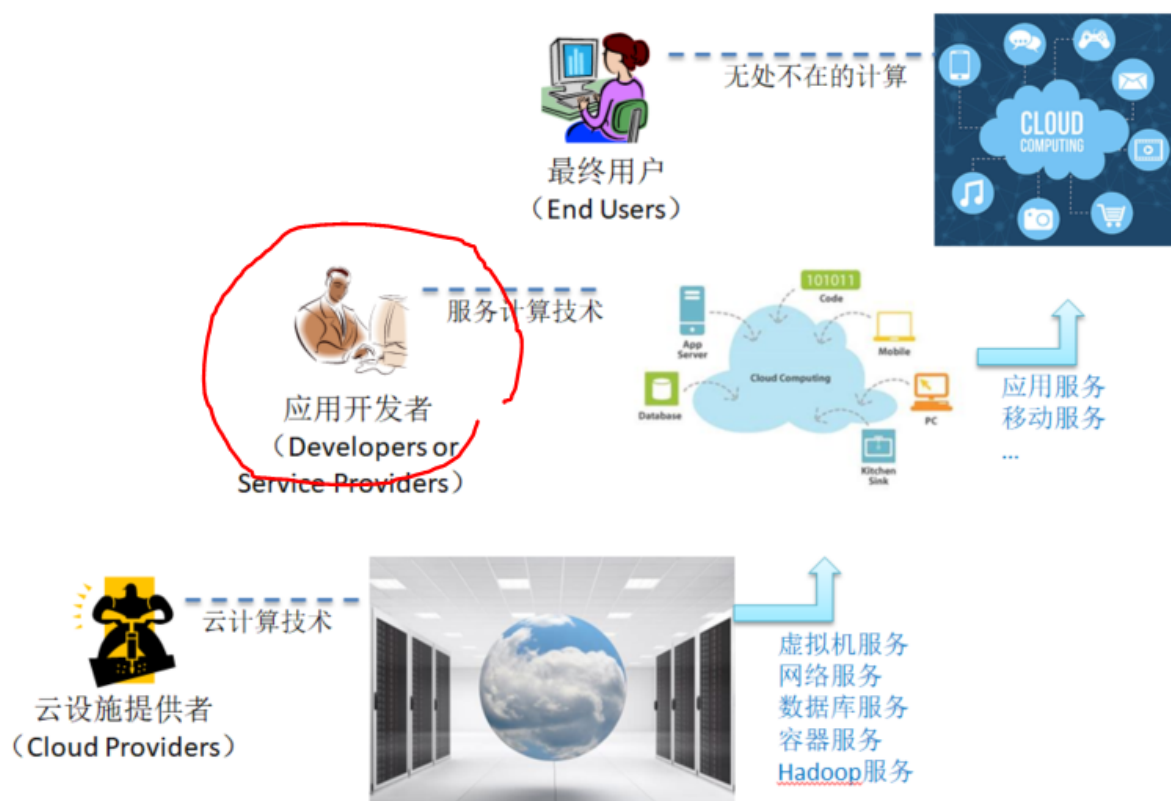 无处不在的计算
CLOUD
COMPUTING
最终用户
（End Users）
服务计算技术
101011
Code
App
Server
Mobile
Cloud Computing
Database
PC
Kitchen
Sink
应用服务
移动服务
...
应用开发者
（Developers or
Service Providers）
云计算技术
云设施提供者
（Cloud Providers）
虚拟机服务
网络服务
数据库服务
容器服务
Hadoop服务